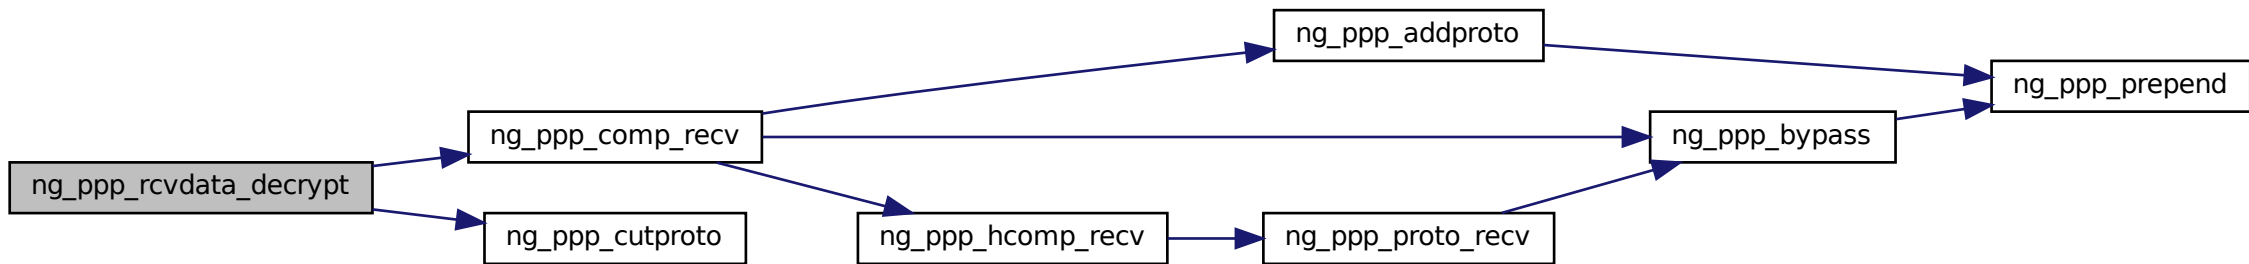 ng_ppp_rcvdata_decrypt
ng_ppp_comp_recv
ng_ppp_cutproto
ng_ppp_addproto
ng_ppp_hcomp_recv
ng_ppp_proto_recv
ng_ppp_bypass
ng_ppp_prepend